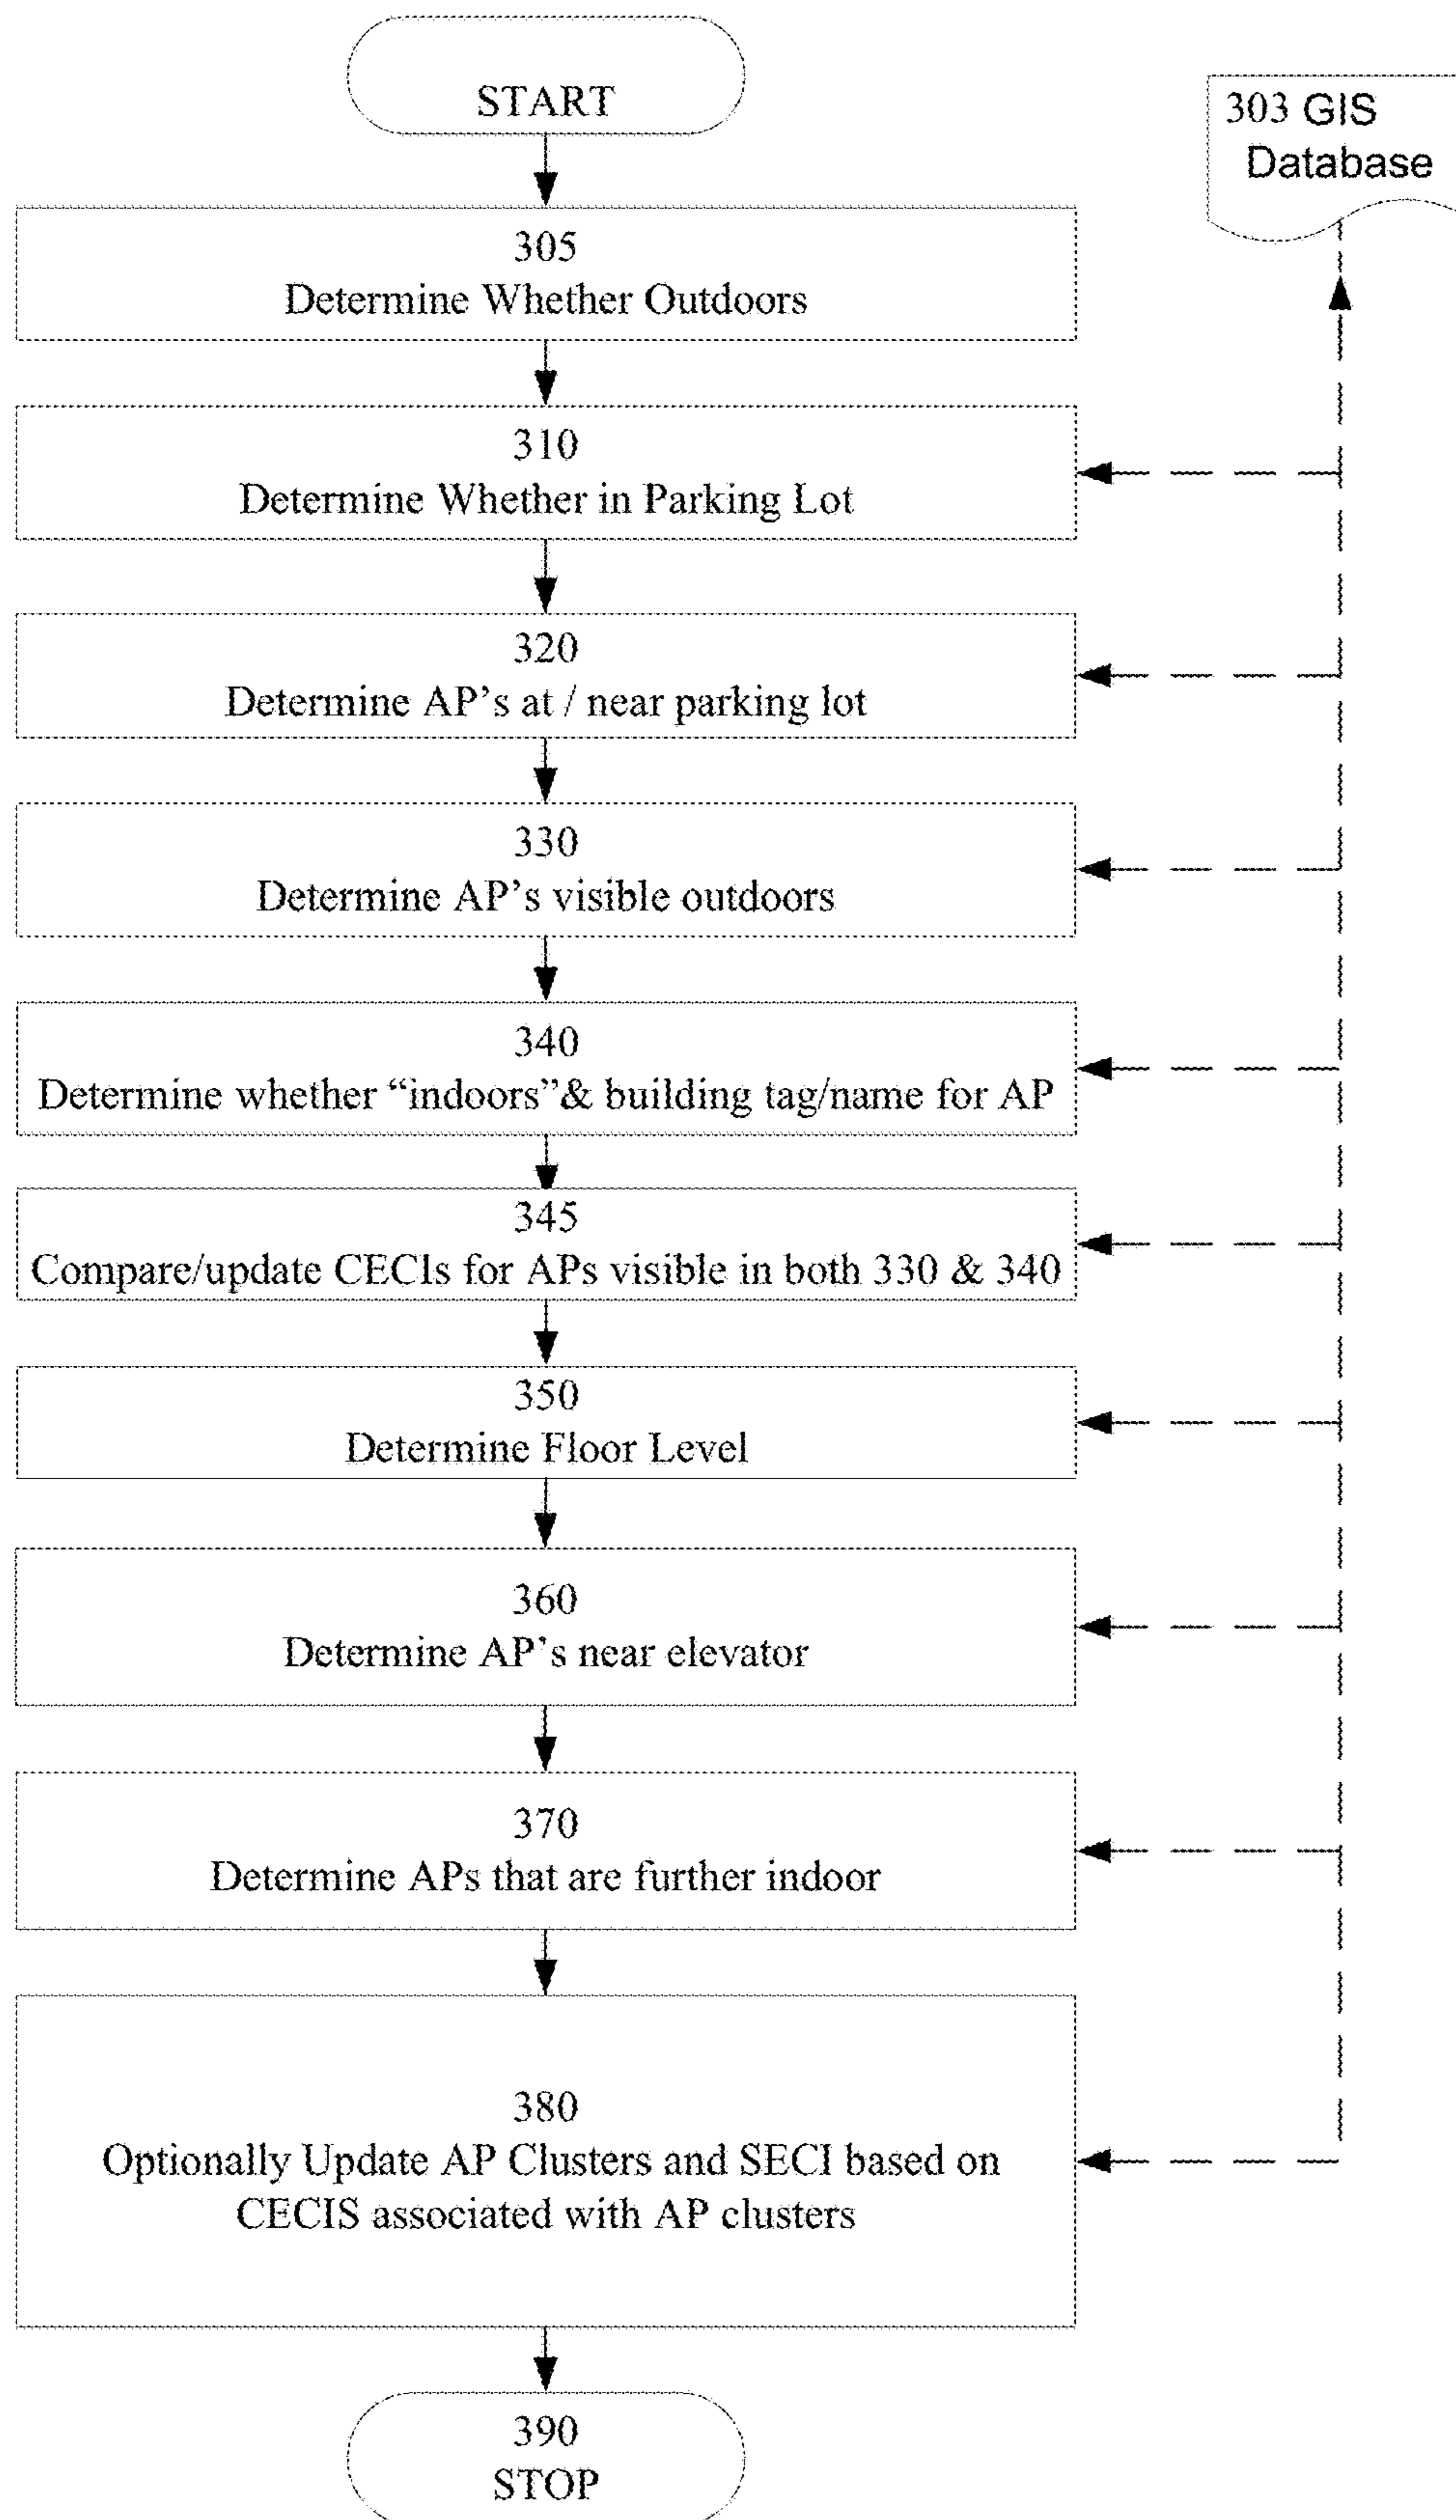 START
303 GIS
Database
305
Determine Whether Outdoors
310
Determine Whether in Parking Lot
320
Determine AP's at / near parking lot
330
Determine AP's visible outdoors
340
Determine whether “indoors”& building tag/name for AP
345
Compare/update CECIs for APs visible in both 330 & 340
350
Determine Floor Level
360
Determine AP's near elevator
370
Determine APs that are further indoor
380
Optionally Update AP Clusters and SECI based on
CECIS associated with AP clusters
390
STOP